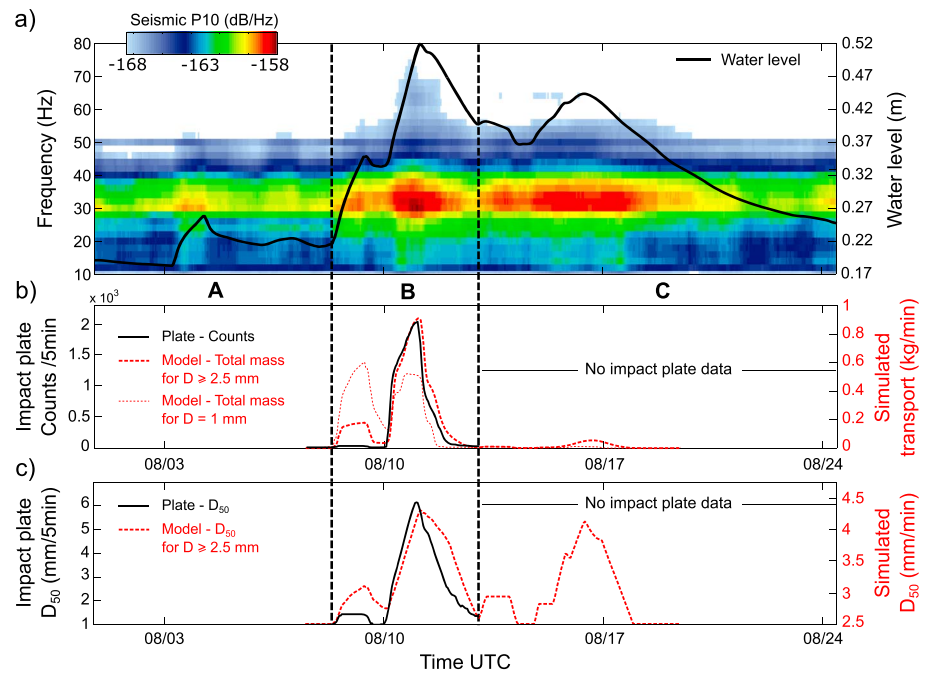 a)
Seismic P10 (dB/Hz)
-168 -163 -158
Water level
Frequency (Hz)
80
70
60
50
40
30
20
10
0.52
0.47
0.42
0.37
0.32
0.27
0.22
0.17
Water level (m)
A B C
b)
x 10³
Impact plate
Counts /5min
2
1.5
1
0.5
0
Plate - Counts
Model - Total mass
for D ⩾ 2.5 mm
Model - Total mass
for D = 1 mm
No impact plate data
1
0.8
0.6
0.4
0.2
0
Simulated
transport (kg/min)
08/03 08/10 08/17 08/24
c)
Impact plate
D₅₀ (mm/5min)
6
5
4
3
2
1
Plate - D₅₀
Model - D₅₀
for D ⩾ 2.5 mm
No impact plate data
4.5
4
3.5
3
2.5
Simulated
D₅₀ (mm/min)
08/03 08/10 08/17 08/24
Time UTC